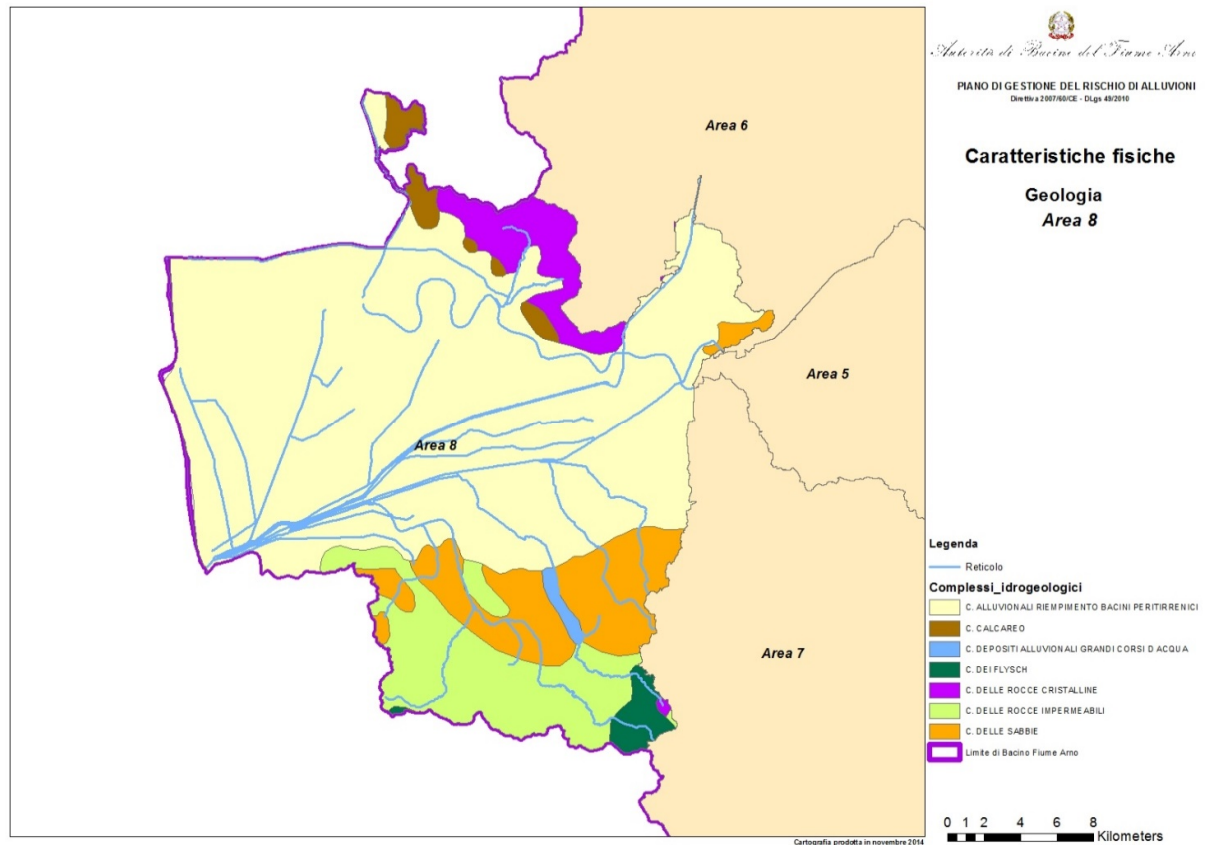 Autorità di Bacino del Fiume Arno
PIANO DI GESTIONE DEL RISCHIO DI ALLUVIONI
Direttiva 2007/60/CE - DLgs 49/2010
Caratteristiche fisiche
Geologia
Area 8
Area 6
Area 5
Area 8
Area 7
Legenda
Reticolo
Complessi_idrogeologici
C. ALLUVIONALI RIEMPIMENTO BACINI PERITIRRENICI
C. CALCAREO
C. DEPOSITI ALLUVIONALI GRANDI CORSI D ACQUA
C. DEI FLYSCH
C. DELLE ROCCE CRISTALLINE
C. DELLE ROCCE IMPERMEABILI
C. DELLE SABBIE
Limite di Bacino Fiume Arno
0 1 2 4 6 8
Kilometers
Cartografia prodotta in novembre 2014